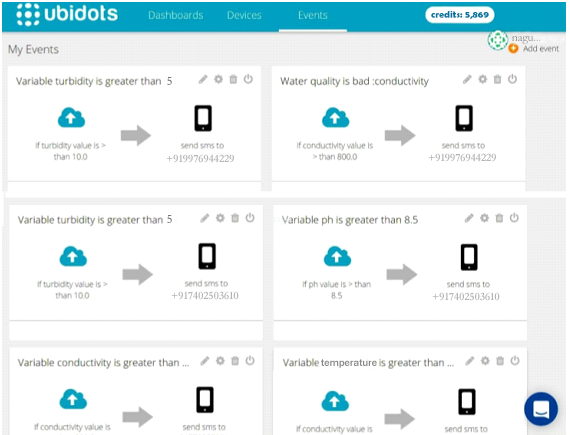 ubidots Dashboards Devices Events credits: 5,869
nagu...
My Events Add event
Variable turbidity is greater than 5 Water quality is bad :conductivity
if turbidity value is > send sms to if conductivity value is send sms to
than 10.0 +919976944229 > than 800.0 +919976944229
Variable turbidity is greater than 5 Variable ph is greater than 8.5
if turbidity value is > send sms to if ph value is > than send sms to
than 10.0 +917402503610 8.5 +917402503610
Variable conductivity is greater than ... Variable temperature is greater than ...
if conductivity value is send sms to if conductivity value is send sms to